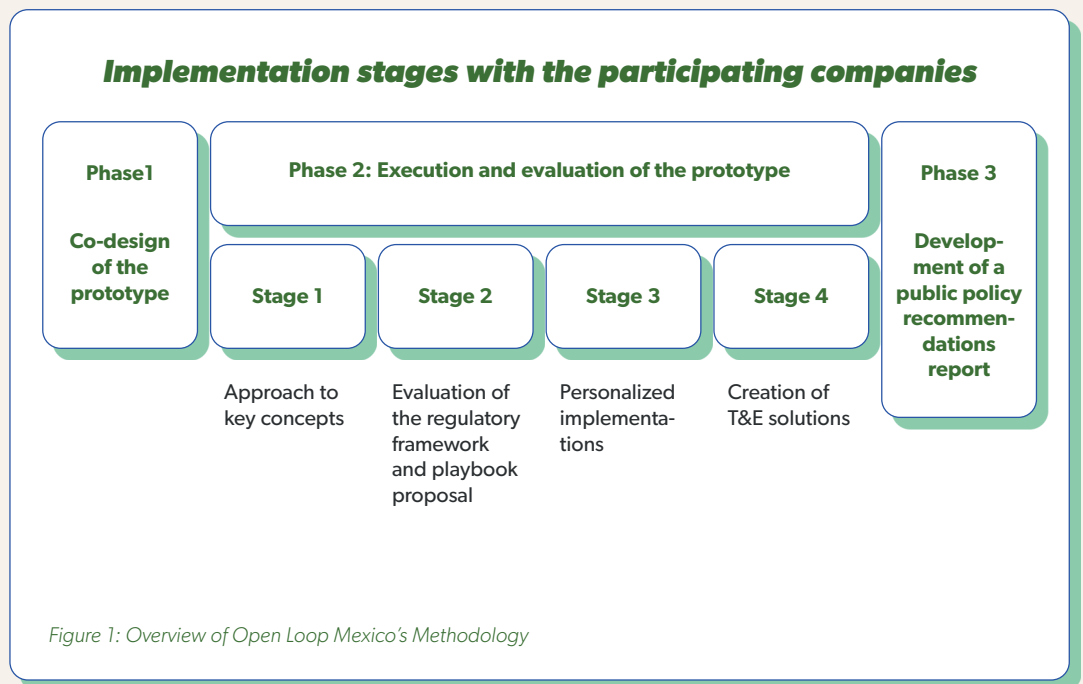 Implementation stages with the participating companies
Phase1
Co-design
of the
prototype
Phase 2: Execution and evaluation of the prototype
Stage 1
Approach to
key concepts
Stage 2
Evaluation of
the regulatory
framework
and playbook
proposal
Stage 3
Personalized
implementa-
tions
Stage 4
Creation of
T&E solutions
Phase 3
Develop-
ment of a
public policy
recommen-
dations
report
Figure 1: Overview of Open Loop Mexico’s Methodology